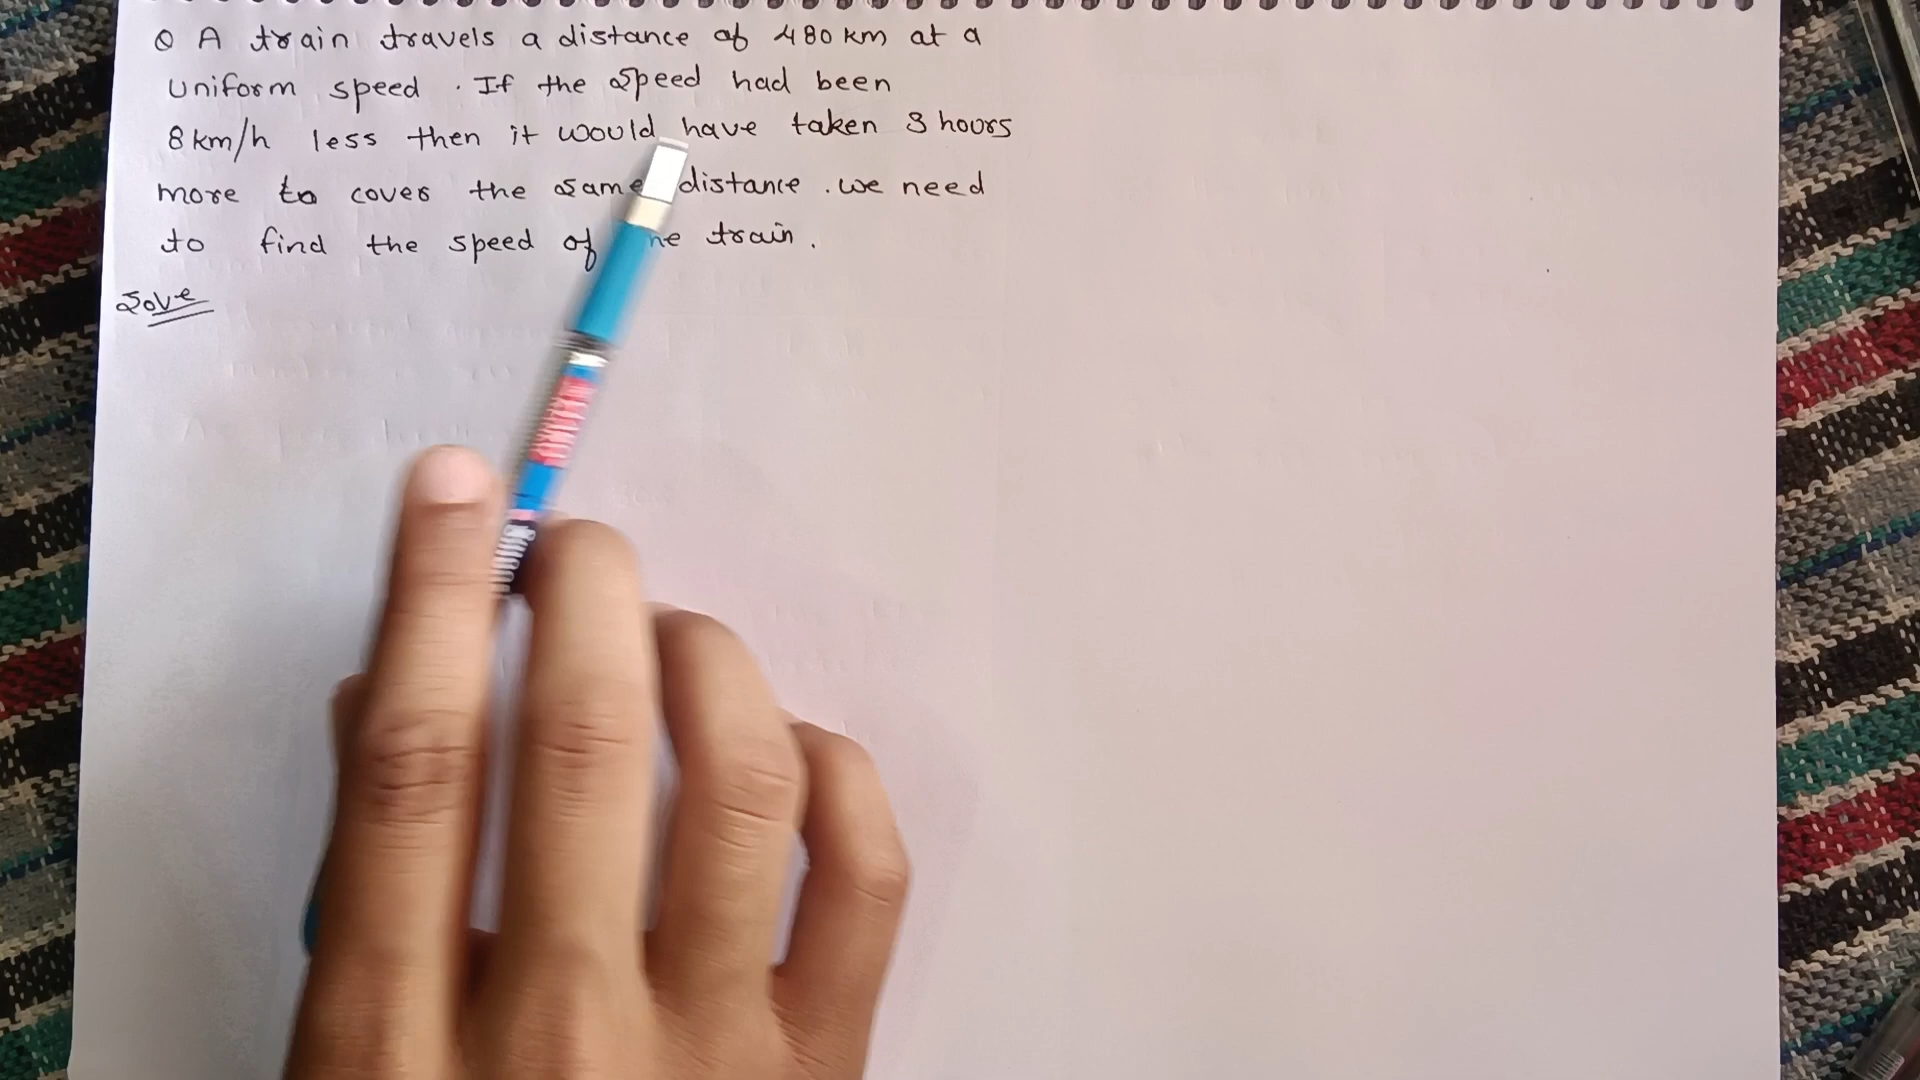 Q A train travels a distance of 480 km at a
uniform speed. If the speed had been
8 km/h less then it would have taken 3 hours
more to cover the same distance. we need
to find the speed of train.
Solve